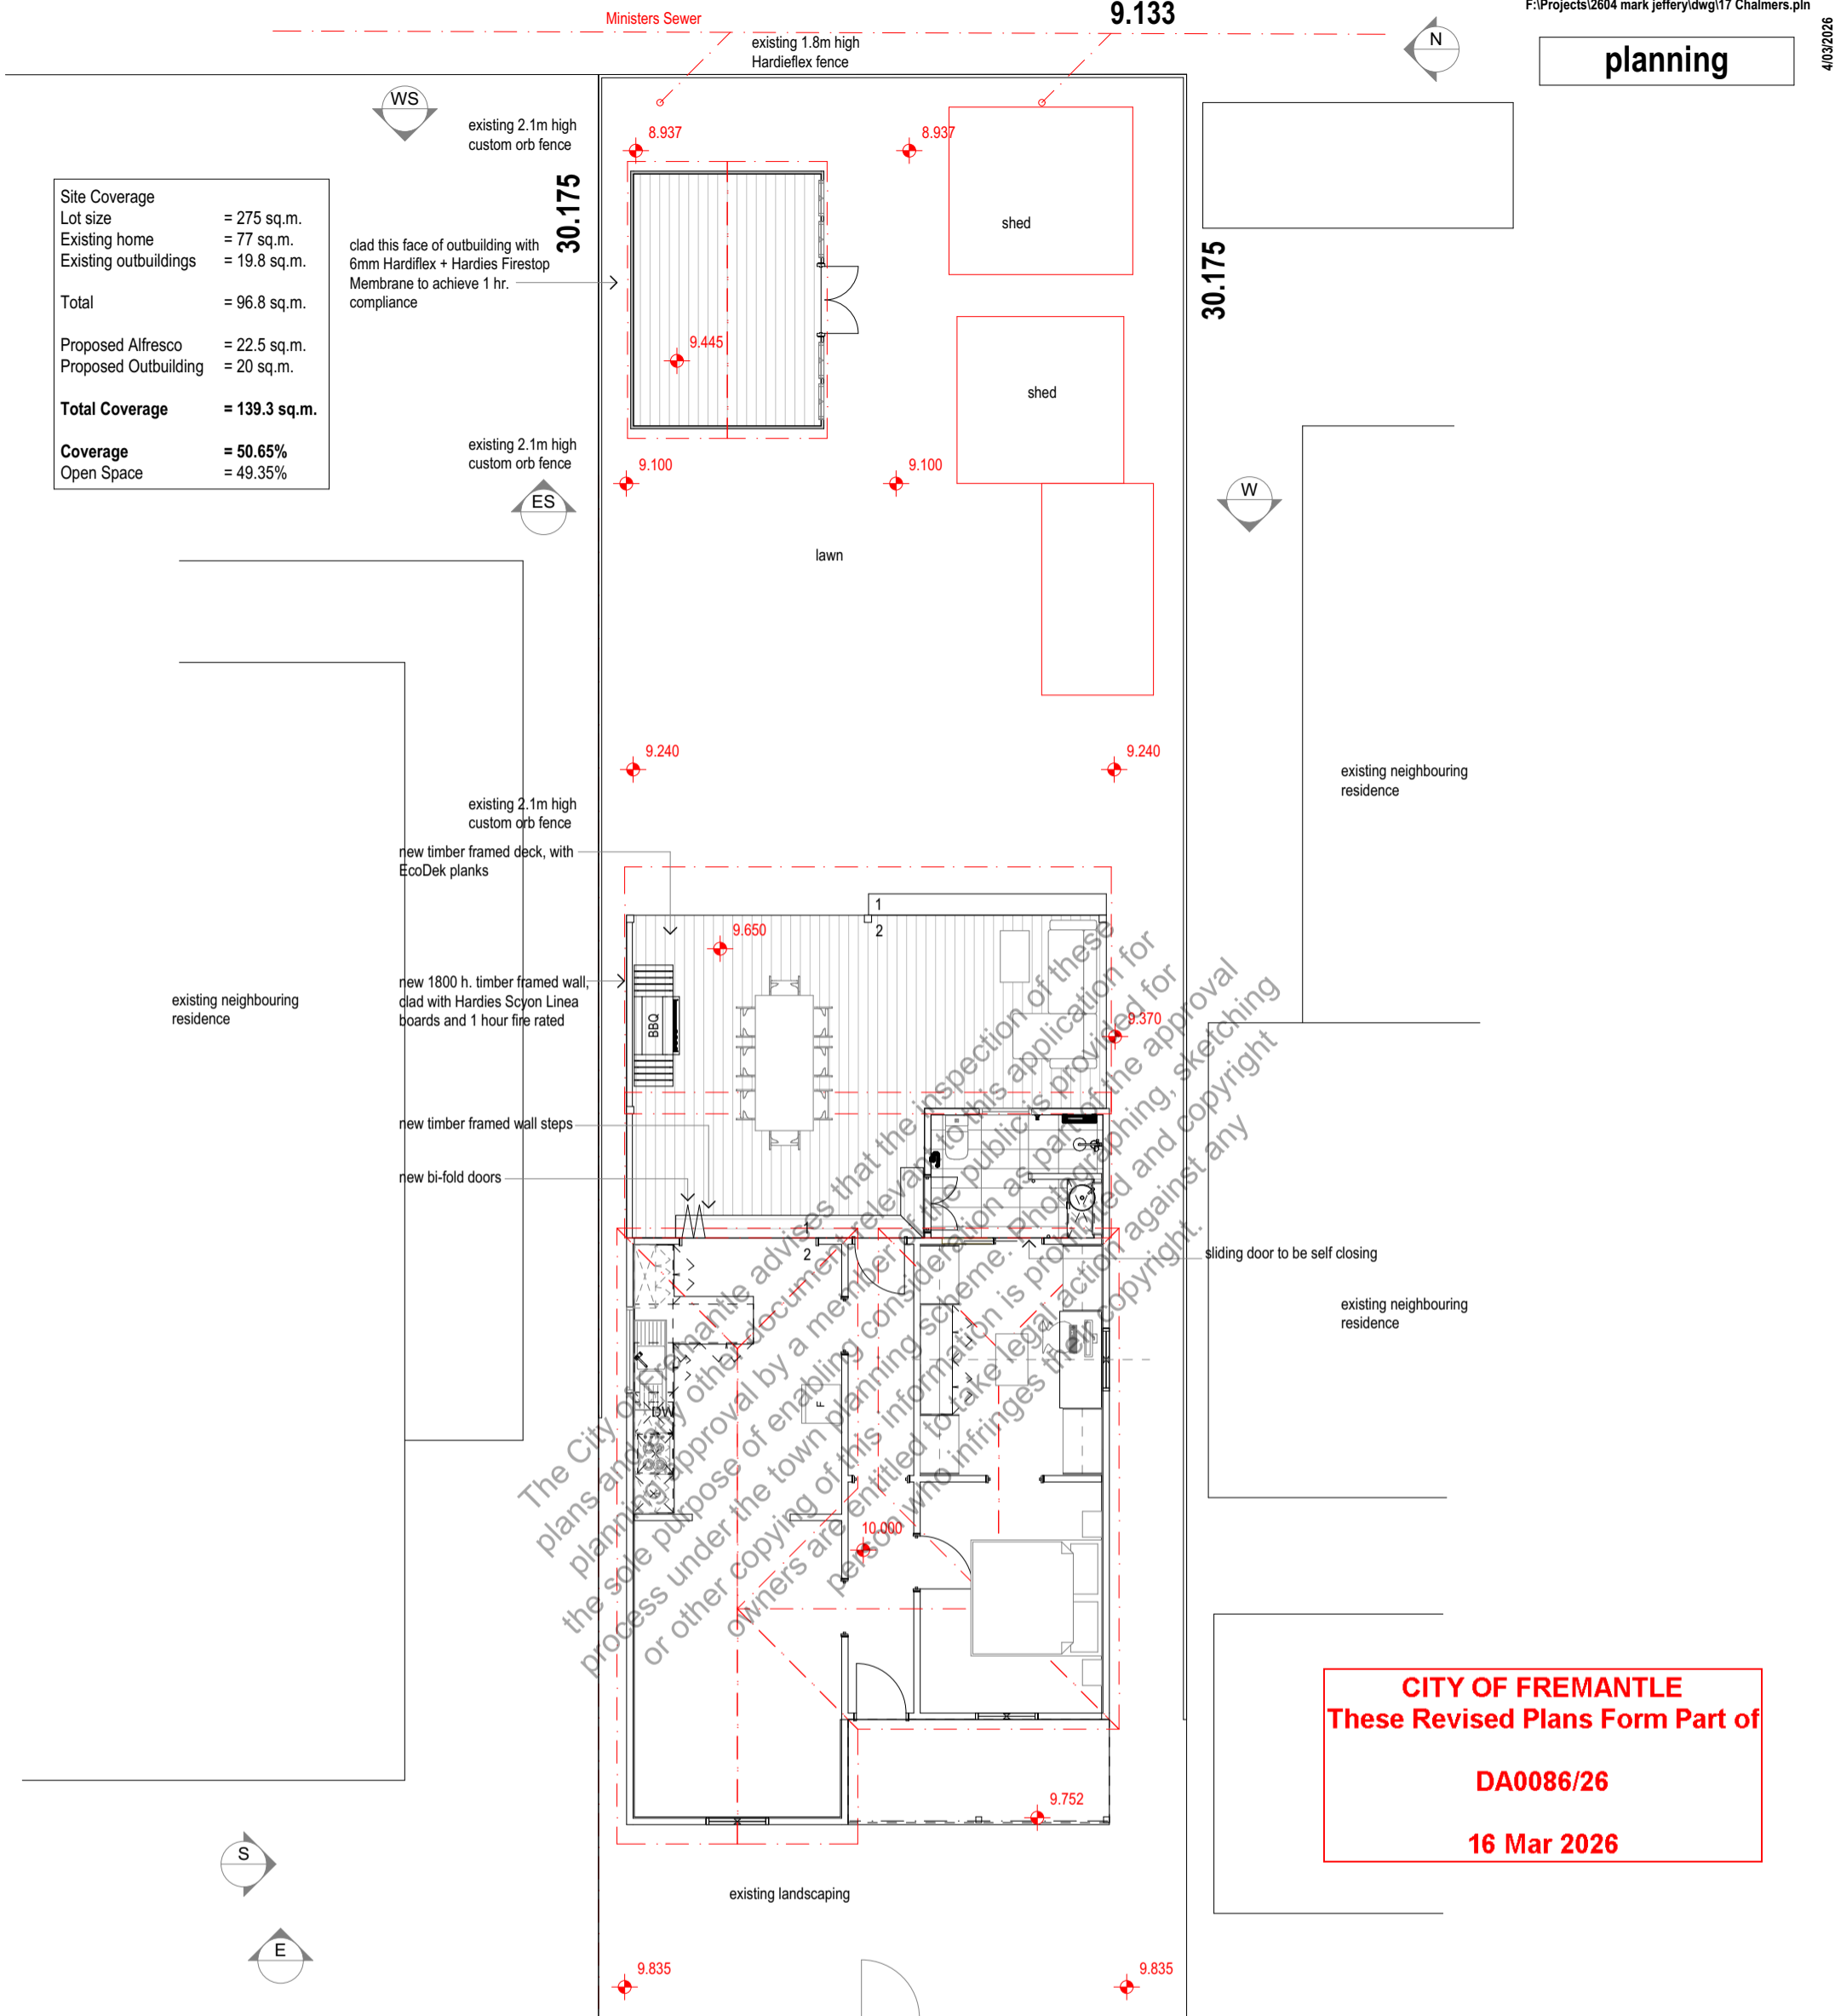 F:\Projects\2604 mark jeffery\dwg\17 Chalmers.pln
4/03/2026
planning
N
9.133
Ministers Sewer
existing 1.8m high
Hardieflex fence
WS
existing 2.1m high
custom orb fence
8.937
8.937
30.175
30.175
Site Coverage
Lot size = 275 sq.m.
Existing home = 77 sq.m.
Existing outbuildings = 19.8 sq.m.
Total = 96.8 sq.m.
Proposed Alfresco = 22.5 sq.m.
Proposed Outbuilding = 20 sq.m.
Total Coverage = 139.3 sq.m.
Coverage = 50.65%
Open Space = 49.35%
clad this face of outbuilding with
6mm Hardiflex + Hardies Firestop
Membrane to achieve 1 hr.
compliance
shed
9.445
shed
existing 2.1m high
custom orb fence
9.100
9.100
ES
W
lawn
9.240
9.240
existing neighbouring
residence
existing 2.1m high
custom orb fence
new timber framed deck, with
EcoDek planks
1
2
9.650
new 1800 h. timber framed wall,
clad with Hardies Scyon Linea
boards and 1 hour fire rated
existing neighbouring
residence
BBQ
9.370
new timber framed wall steps
new bi-fold doors
1
2
sliding door to be self closing
existing neighbouring
residence
DW
F
10.000
The City of Fremantle advises that the inspection of these
plans and any other document relevant to this application for
planning approval by a member of the public is provided for
the sole purpose of enabling consideration as part of the approval
process under the town planning scheme. Photographing, sketching
or other copying of this information is prohibited and copyright
owners are entitled to take legal action against any
person who infringes their copyright.
CITY OF FREMANTLE
These Revised Plans Form Part of
DA0086/26
16 Mar 2026
9.752
S
existing landscaping
E
9.835
9.835